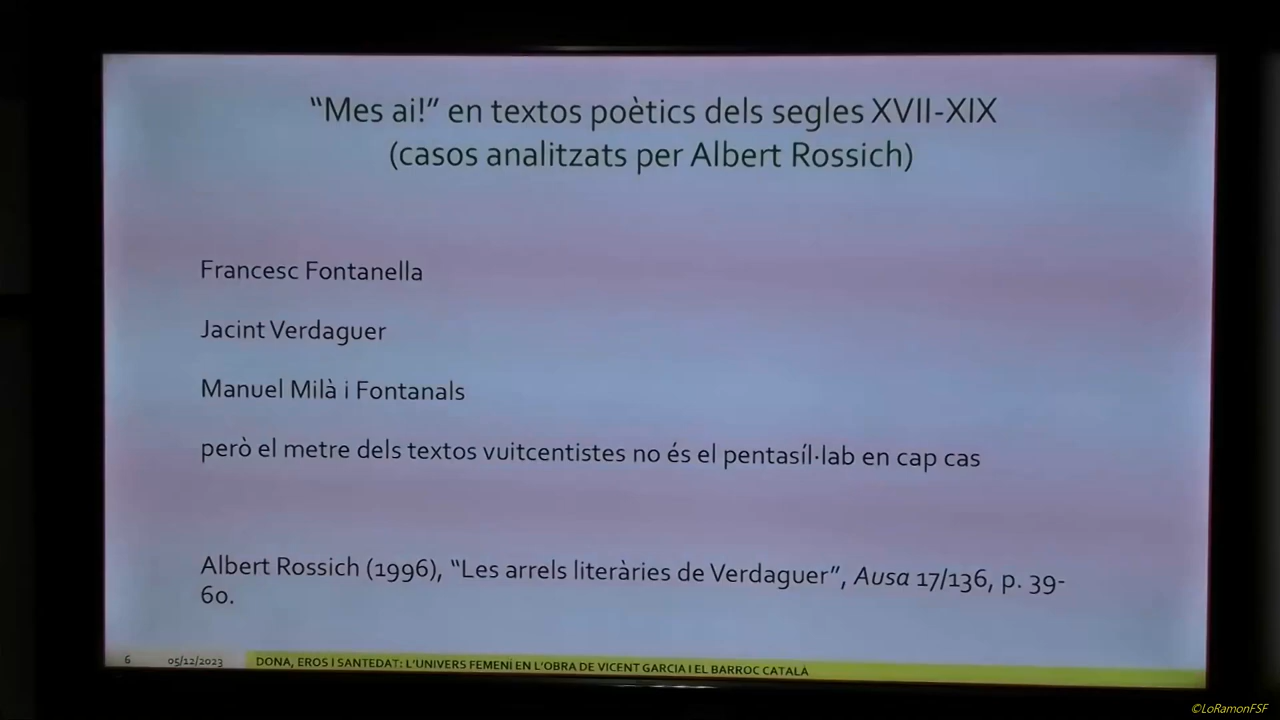 “Mes ai!” en textos poètics dels segles XVII-XIX
(casos analitzats per Albert Rossich)
Francesc Fontanella
Jacint Verdaguer
Manuel Milà i Fontanals
però el metre dels textos vuitcentistes no és el pentasíl·lab en cap cas
Albert Rossich (1996), “Les arrels literàries de Verdaguer”, Ausa 17/136, p. 39-
60.
6 05/12/2023 DONA, EROS I SANTEDAT: L’UNIVERS FEMENÍ EN L’OBRA DE VICENT GARCIA I EL BARROC CATALÀ
©LoRamonFSF